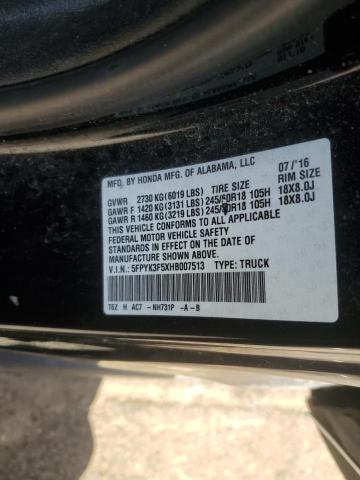 MFD. BY HONDA MFG. OF ALABAMA, LLC 07/'16
GVWR 2730 KG(6019 LBS) TIRE SIZE RIM SIZE
GAWR F 1420 KG(3131 LBS) 245/60R18 105H 18X8.0J
GAWR R 1460 KG(3219 LBS) 245/60R18 105H 18X8.0J
THIS VEHICLE CONFORMS TO ALL APPLICABLE
FEDERAL MOTOR VEHICLE SAFETY STANDARDS
IN EFFECT ON THE DATE OF
MANUFACTURE SHOWN ABOVE.
V.I.N.: 5FPYK3F5XHB007513 TYPE: TRUCK
T6Z H AC7 -NH731P -A-B